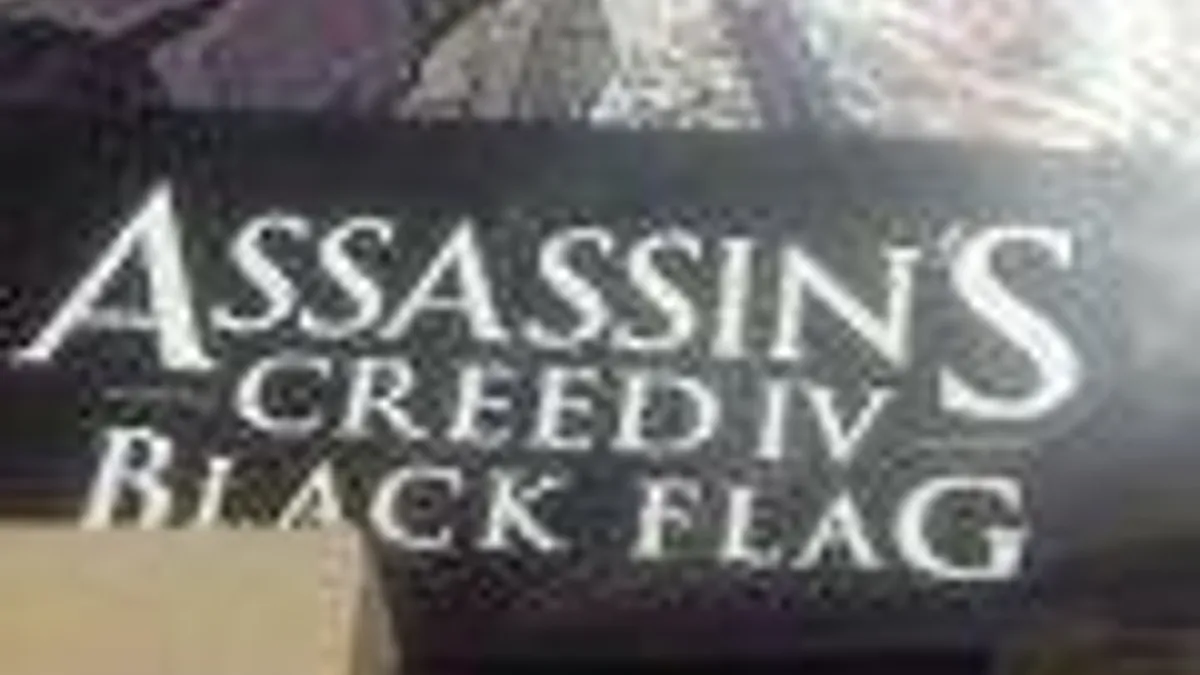 ASSASSIN'S
CREED IV
BLACK FLAG